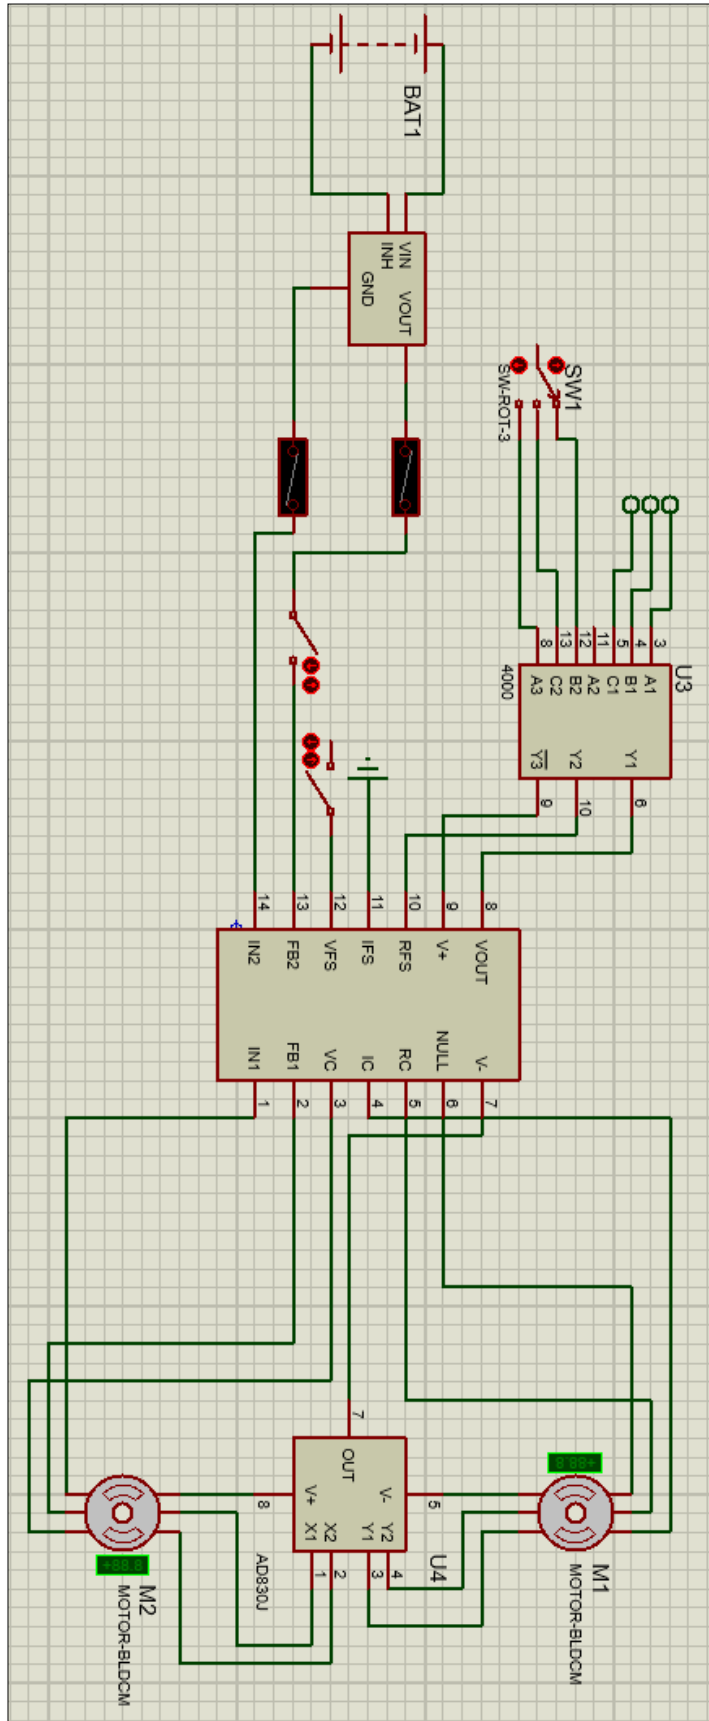 BAT1
VIN
INH
GND
VOUT
SW1
SW-ROT-3
U3
4000
3
4
5
11
12
13
8
A1
B1
C1
A2
B2
C2
A3
Y1
Y2
Y3
6
10
9
14
13
12
11
10
9
8
IN2
FB2
VFS
IFS
RFS
V+
VOUT
IN1
FB1
VC
IC
RC
NULL
V-
1
2
3
4
5
6
7
7
OUT
V+
V-
X1
X2
Y1
Y2
8
5
1
2
3
4
U4
AD830J
+88.8
M1
MOTOR-BLDCM
+88.8
M2
MOTOR-BLDCM